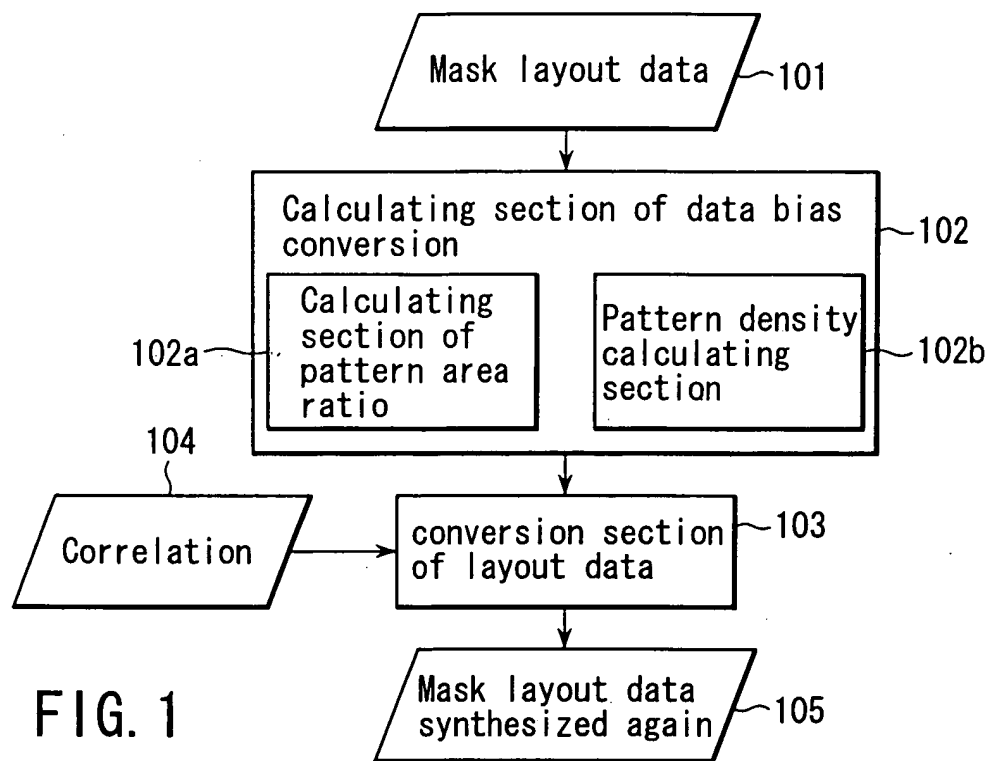 Mask layout data
101
Calculating section of data bias
conversion
102
Calculating
section of
pattern area
ratio
102a
Pattern density
calculating
section
102b
104
Correlation
conversion section
of layout data
103
Mask layout data
synthesized again
105
FIG. 1